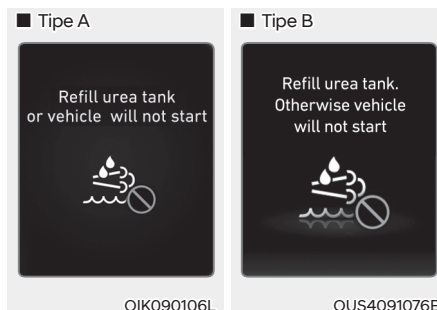 ■ Tipe A
Refill urea tank
or vehicle will not start
OIK090106L
■ Tipe B
Refill urea tank.
Otherwise vehicle
will not start
OUS4091076E